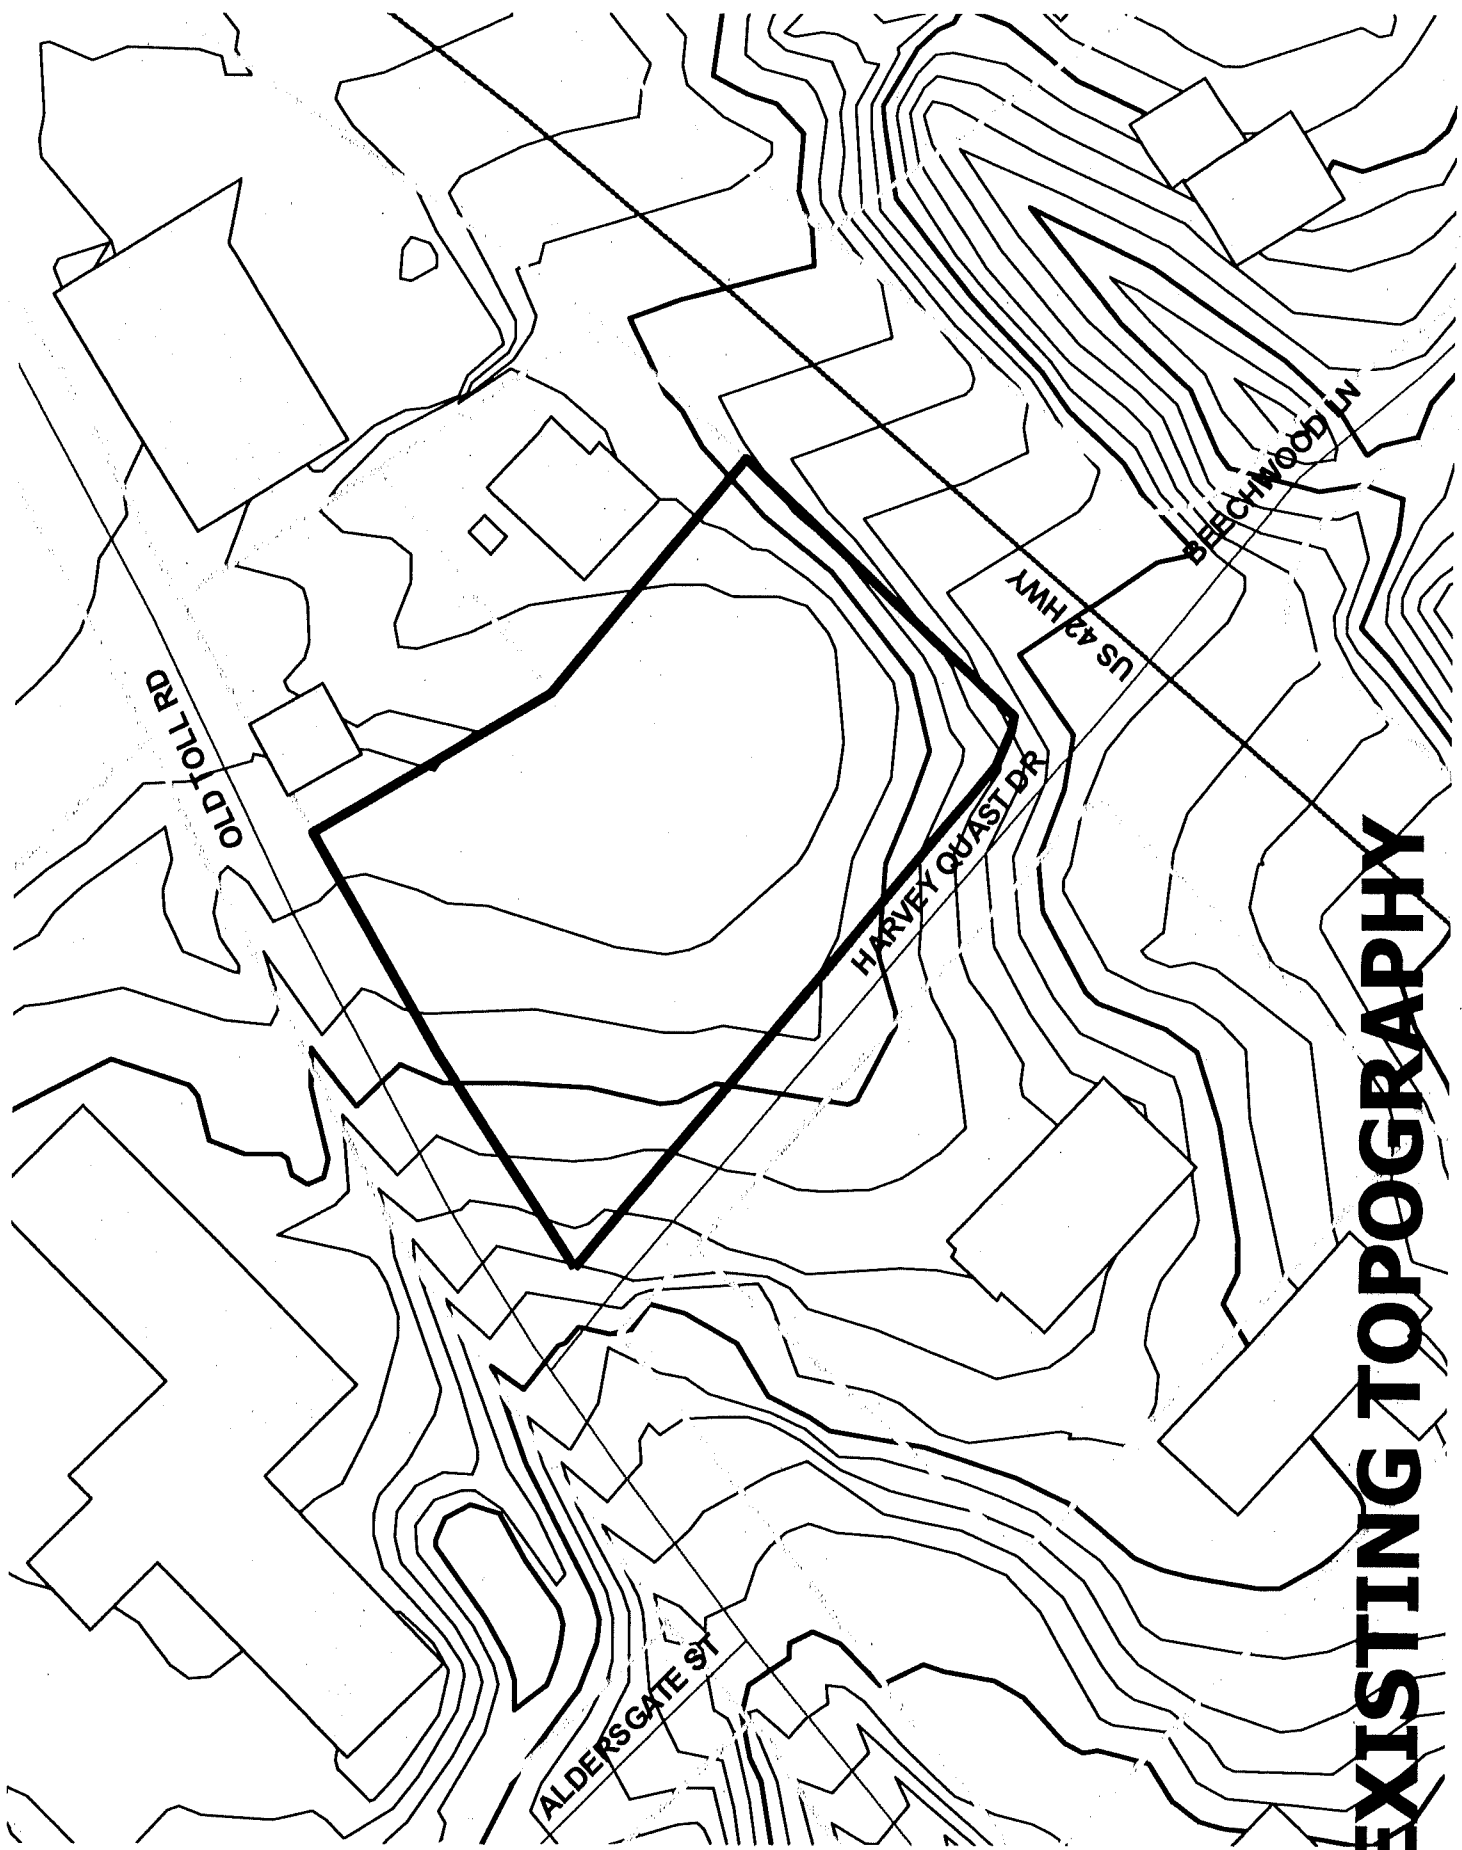 BEECHWOOD LN
US 42 HWY
OLD TOLL RD
HARVEY QUAST DR
ALDERSGATE ST
EXISTING TOPOGRAPHY